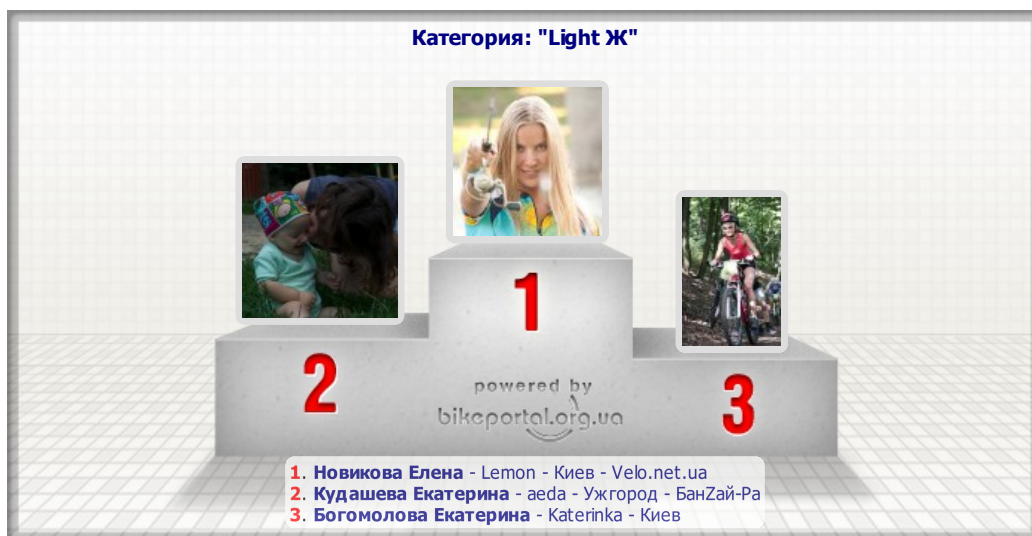 Категория: "Light Ж"
1
2
3
powered by
bikeportal.org.ua
1. Новикова Елена - Lemon - Киев - Velo.net.ua
2. Кудашева Екатерина - aeda - Ужгород - БанZай-Ра
3. Богомолова Екатерина - Katerinka - Киев